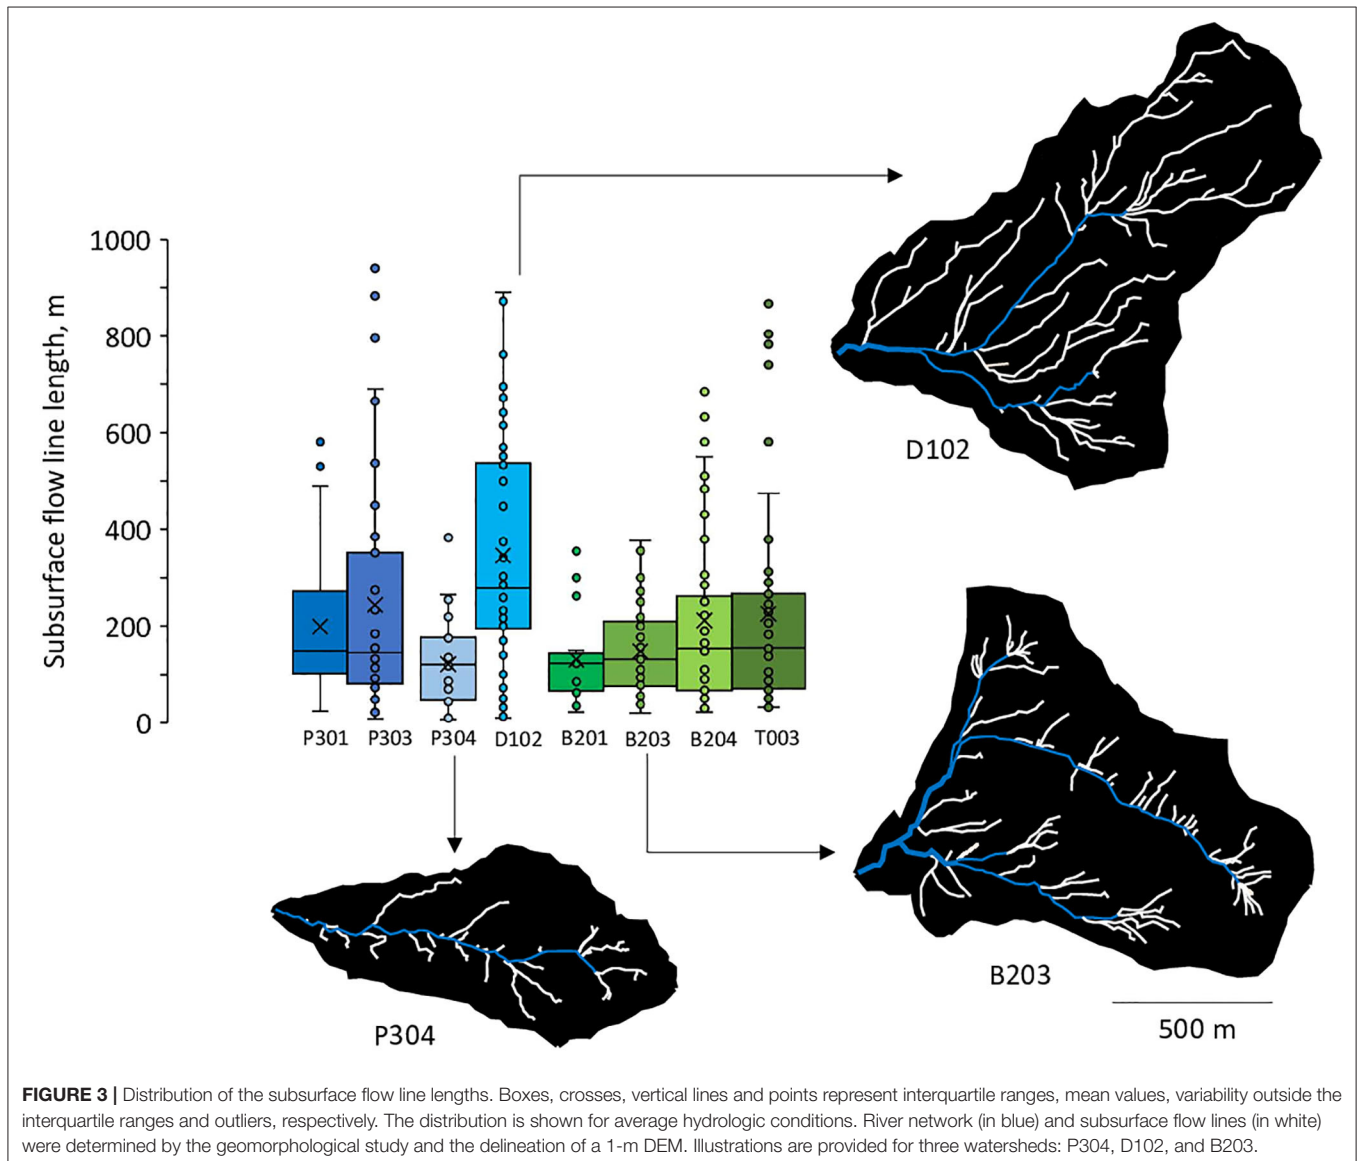 D102
1000
800
600
400
200
0
Subsurface flow line length, m
P301 P303 P304 D102 B201 B203 B204 T003
P304
B203
500 m
FIGURE 3 | Distribution of the subsurface flow line lengths. Boxes, crosses, vertical lines and points represent interquartile ranges, mean values, variability outside the
interquartile ranges and outliers, respectively. The distribution is shown for average hydrologic conditions. River network (in blue) and subsurface flow lines (in white)
were determined by the geomorphological study and the delineation of a 1-m DEM. Illustrations are provided for three watersheds: P304, D102, and B203.